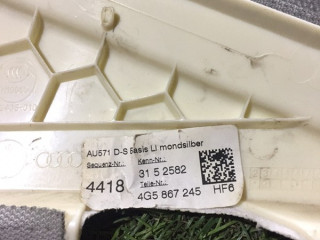 AU571 D-S Basis LI mondsilber
Sequenz-Nr.: Kenn-Nr.:
4418 31 5 2582
Teile-Nr.:
4G5 867 245 HF6